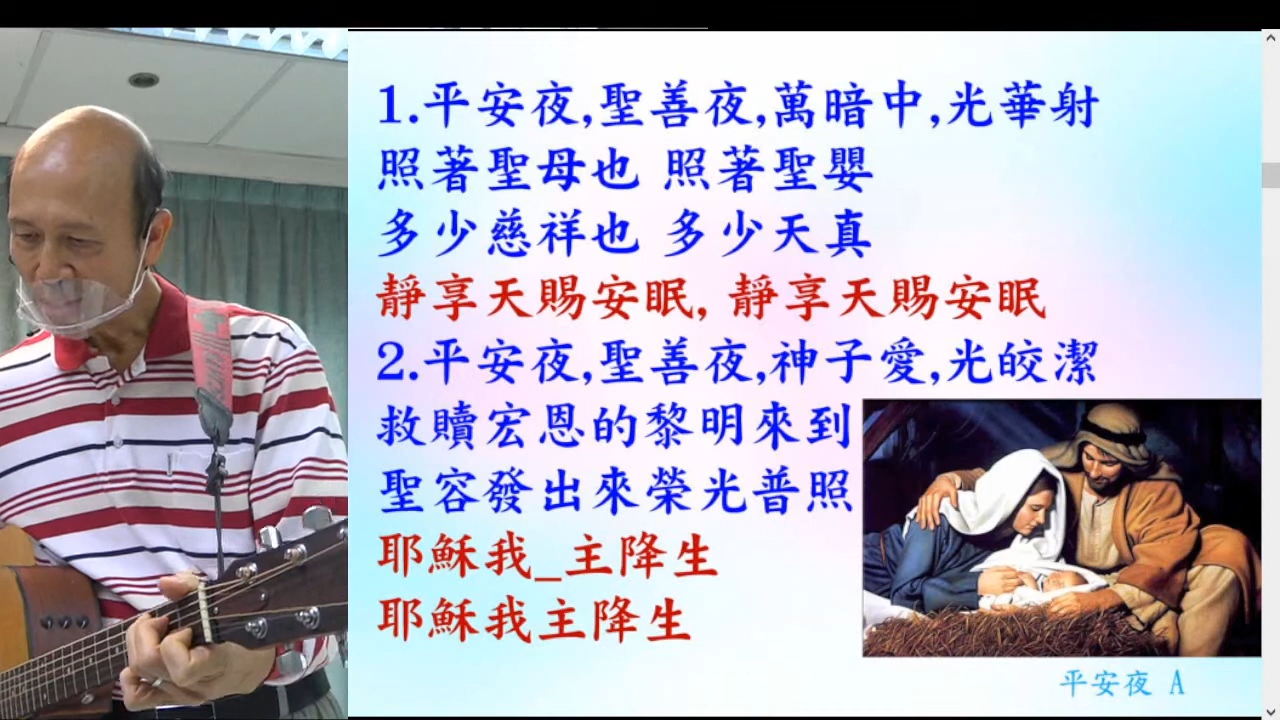 1.平安夜,聖善夜,萬暗中,光華射
照著聖母也 照著聖嬰
多少慈祥也 多少天真
靜享天賜安眠, 靜享天賜安眠
2.平安夜,聖善夜,神子愛,光皎潔
救贖宏恩的黎明來到
聖容發出來榮光普照
耶穌我_主降生
耶穌我主降生
平安夜 A